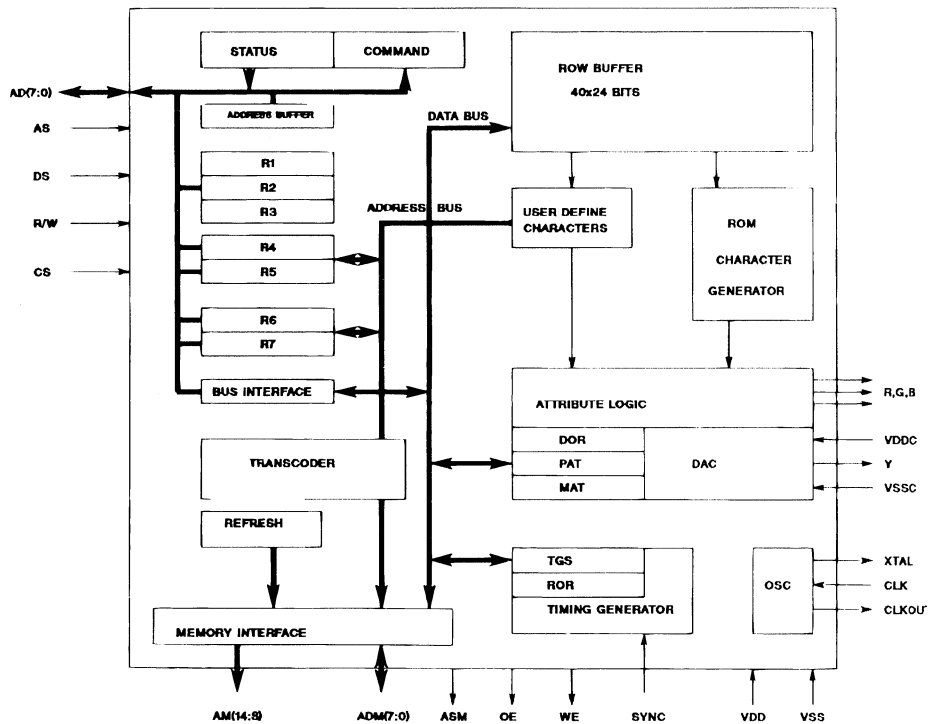 STATUS
COMMAND
ROW BUFFER
40x24 BITS
AD(7:0)
ADDRESS BUFFER
DATA BUS
AS
R1
DS
R2
R3
ADDRESS BUS
USER DEFINE
CHARACTERS
ROM
CHARACTER
GENERATOR
R/W
R4
R5
CS
R6
R7
BUS INTERFACE
ATTRIBUTE LOGIC
R,G,B
DOR
PAT
MAT
DAC
VDDC
Y
VSSC
TRANSCODER
REFRESH
TGS
ROR
TIMING GENERATOR
OSC
XTAL
CLK
CLKOUT
MEMORY INTERFACE
AM(14:8)
ADM(7:0)
ASM
OE
WE
SYNC
VDD
VSS